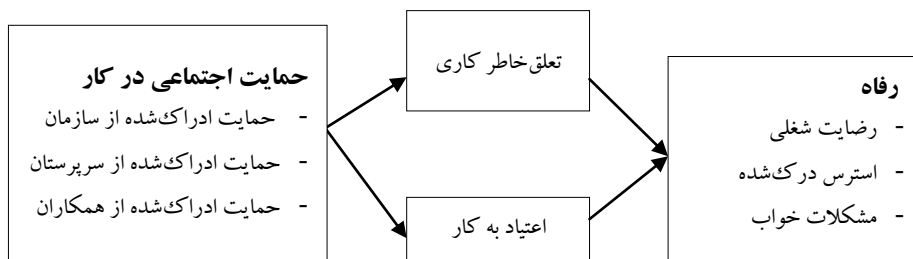 حمایت اجتماعی در کار
- حمایت ادراک‌شده از سازمان
- حمایت ادراک‌شده از سرپرستان
- حمایت ادراک‌شده از همکاران
تعلق‌خاطر کاری
اعتیاد به کار
رفاه
- رضایت شغلی
- استرس درک‌شده
- مشکلات خواب